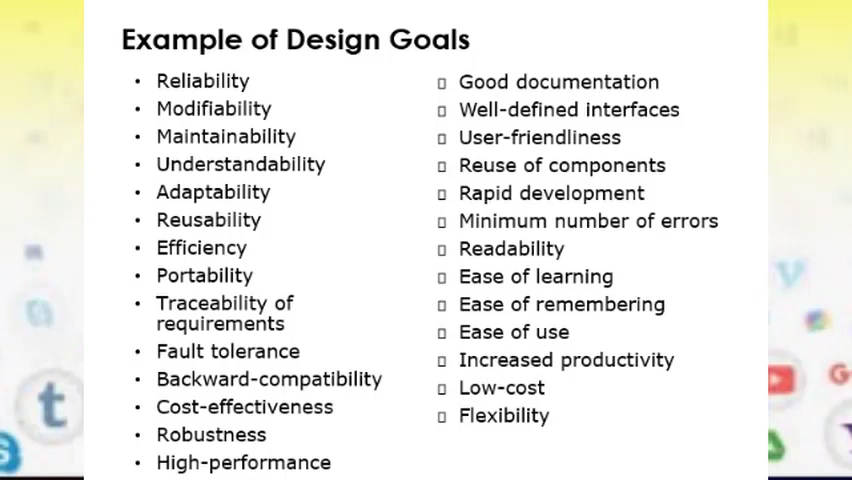 Example of Design Goals
• Reliability
• Modifiability
• Maintainability
• Understandability
• Adaptability
• Reusability
• Efficiency
• Portability
• Traceability of
requirements
• Fault tolerance
• Backward-compatibility
• Cost-effectiveness
• Robustness
• High-performance
▯ Good documentation
▯ Well-defined interfaces
▯ User-friendliness
▯ Reuse of components
▯ Rapid development
▯ Minimum number of errors
▯ Readability
▯ Ease of learning
▯ Ease of remembering
▯ Ease of use
▯ Increased productivity
▯ Low-cost
▯ Flexibility